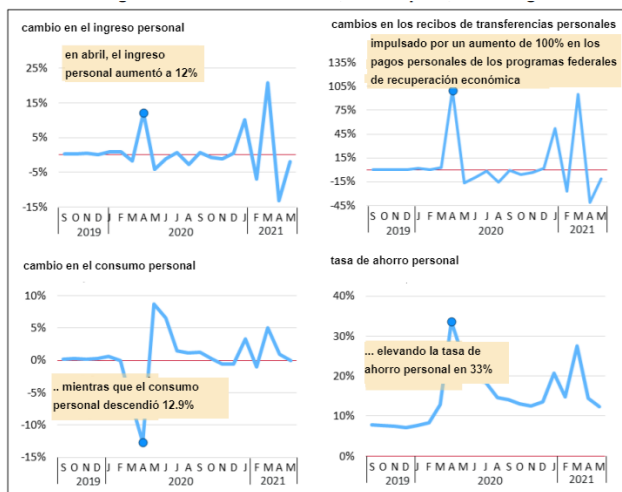 cambio en el ingreso personal
en abril, el ingreso
personal aumentó a 12%
25%
15%
5%
-5%
-15%
S O N D J F M A M J J A S O N D J F M A M
2019 2020 2021
cambios en los recibos de transferencias personales
impulsado por un aumento de 100% en los
pagos personales de los programas federales
de recuperación económica
135%
105%
75%
45%
15%
-15%
-45%
S O N D J F M A M J J A S O N D J F M A M
2019 2020 2021
cambio en el consumo personal
10%
5%
0%
-5%
-10%
-15%
.. mientras que el consumo
personal descendió 12.9%
S O N D J F M A M J J A S O N D J F M A M
2019 2020 2021
tasa de ahorro personal
40%
30%
20%
10%
0%
... elevando la tasa de
ahorro personal en 33%
S O N D J F M A M J J A S O N D J F M A M
2019 2020 2021